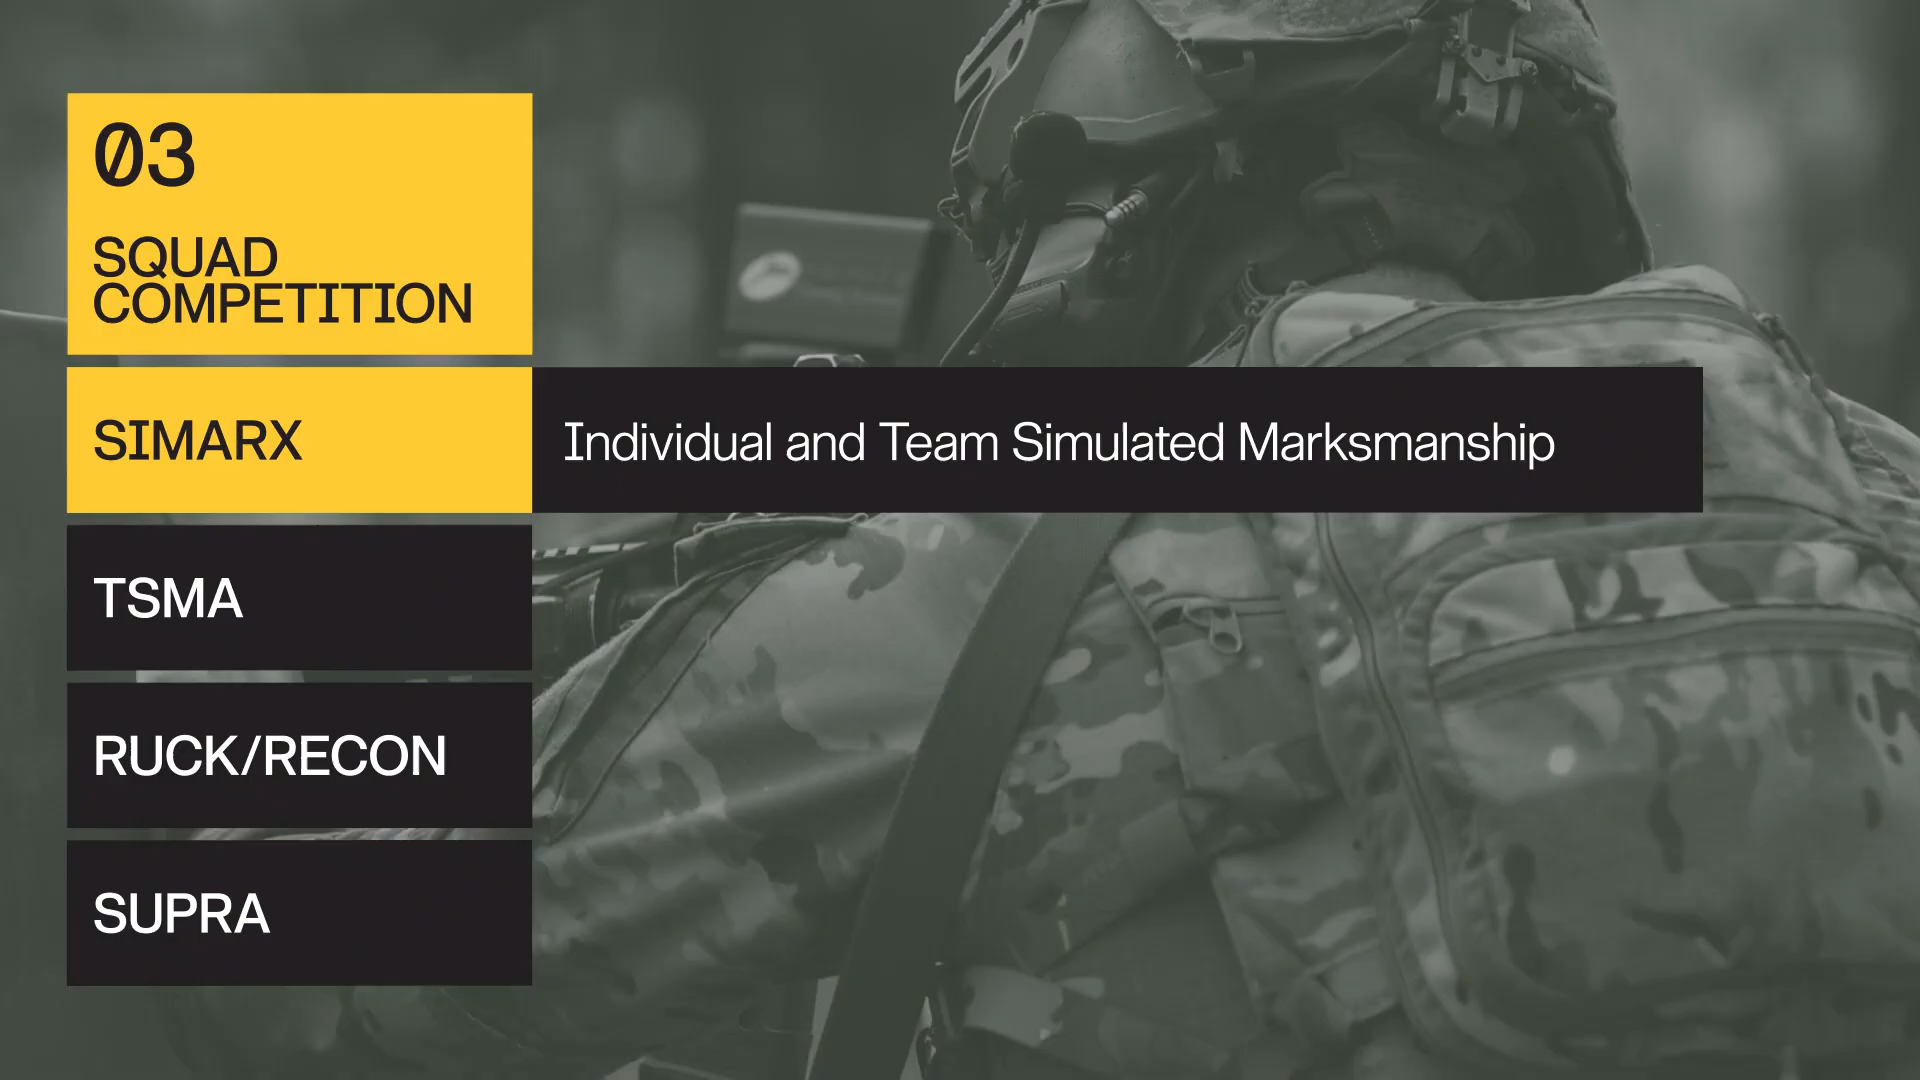 03
SQUAD
COMPETITION
SIMARX
Individual and Team Simulated Marksmanship
TSMA
RUCK/RECON
SUPRA